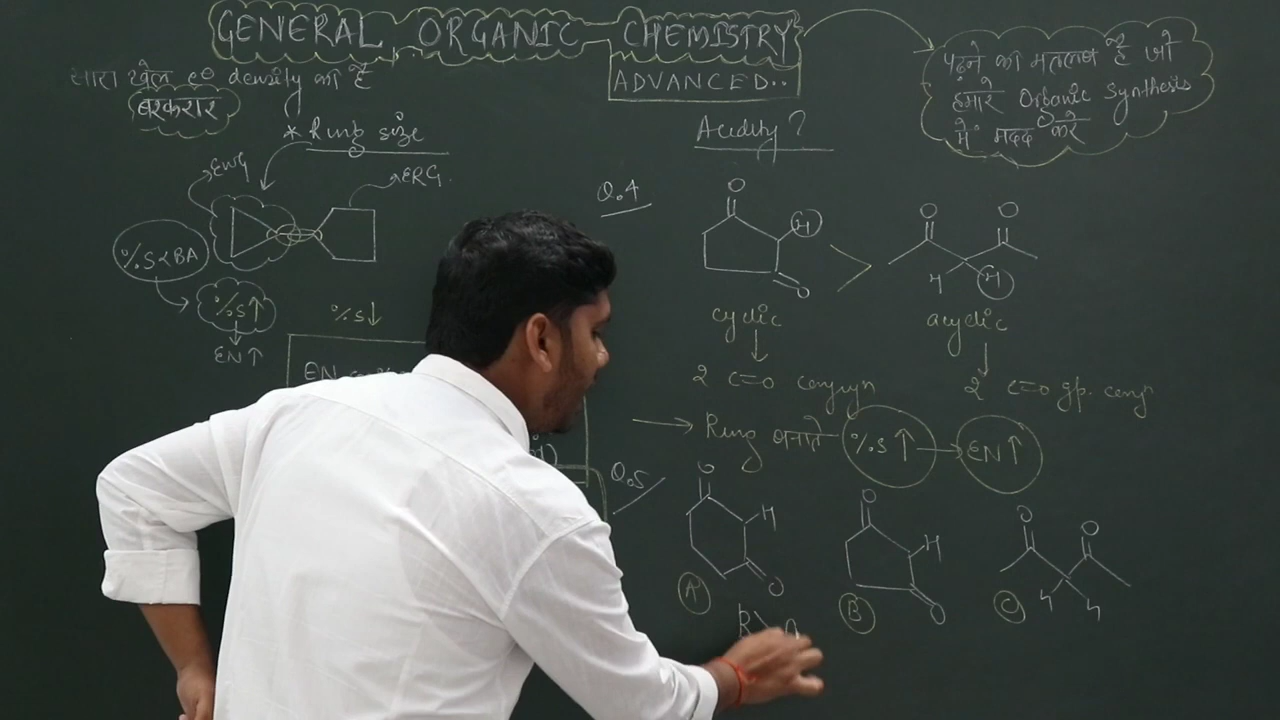 GENERAL ORGANIC CHEMISTRY
ADVANCED..
सारा खेल e⊖ density का है
बरकरार
पढ़ने का मतलब है जो
हमारे Organic Synthesis
में मदद करे
* Ring size
EWG
ERG.
%S∝BA
%S↑
EN↑
%S↓
EN
Acidity?
Q.4
O
H
O
>
O
O
H
H
cyclic
acyclic
2 C=O conjugn
2 C=O gp. conj
→ Ring बनाते %S↑ → EN↑
Q.5
O
H
O
A
O
H
O
B
O
O
H
H
C
B >